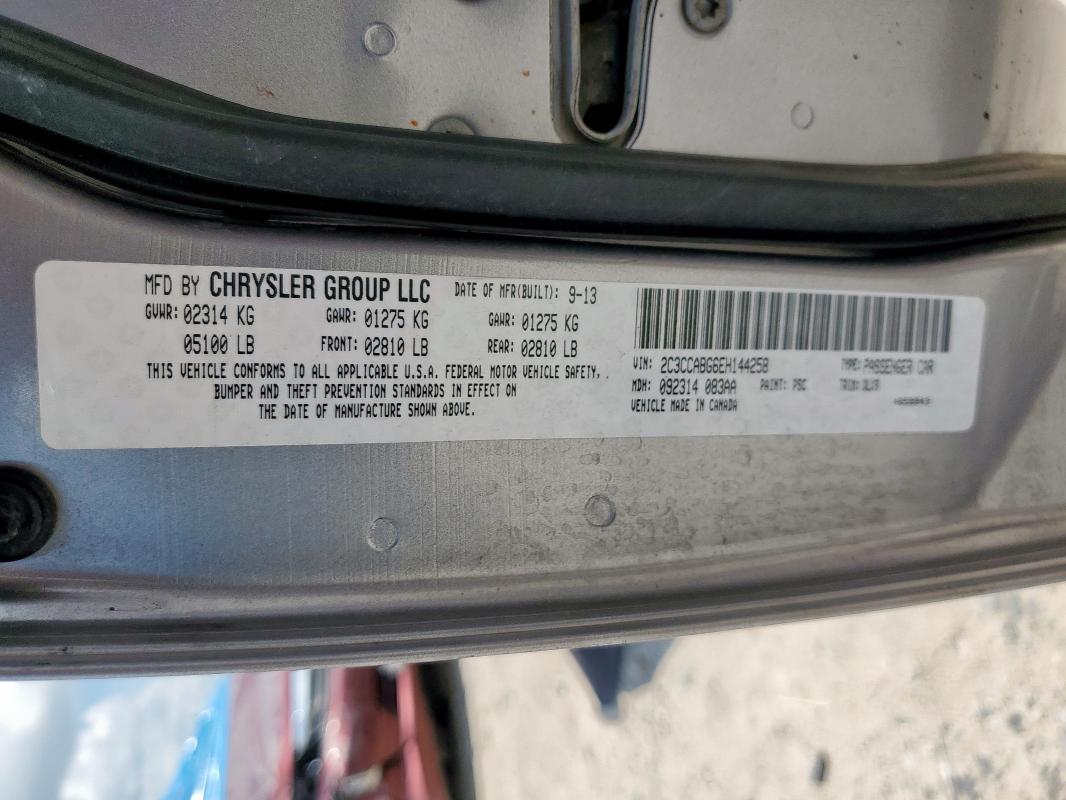 MFD BY CHRYSLER GROUP LLC DATE OF MFR(BUILT): 9-13
GVWR: 02314 KG GAWR: 01275 KG GAWR: 01275 KG
05100 LB FRONT: 02810 LB REAR: 02810 LB
THIS VEHICLE CONFORMS TO ALL APPLICABLE U.S.A. FEDERAL MOTOR VEHICLE SAFETY,
BUMPER AND THEFT PREVENTION STANDARDS IN EFFECT ON
THE DATE OF MANUFACTURE SHOWN ABOVE.
VIN: 2C3CCABG6EH144258 TYPE: PASSENGER CAR
MDH: 092314 083AA PAINT: PSC TRIM:
VEHICLE MADE IN CANADA